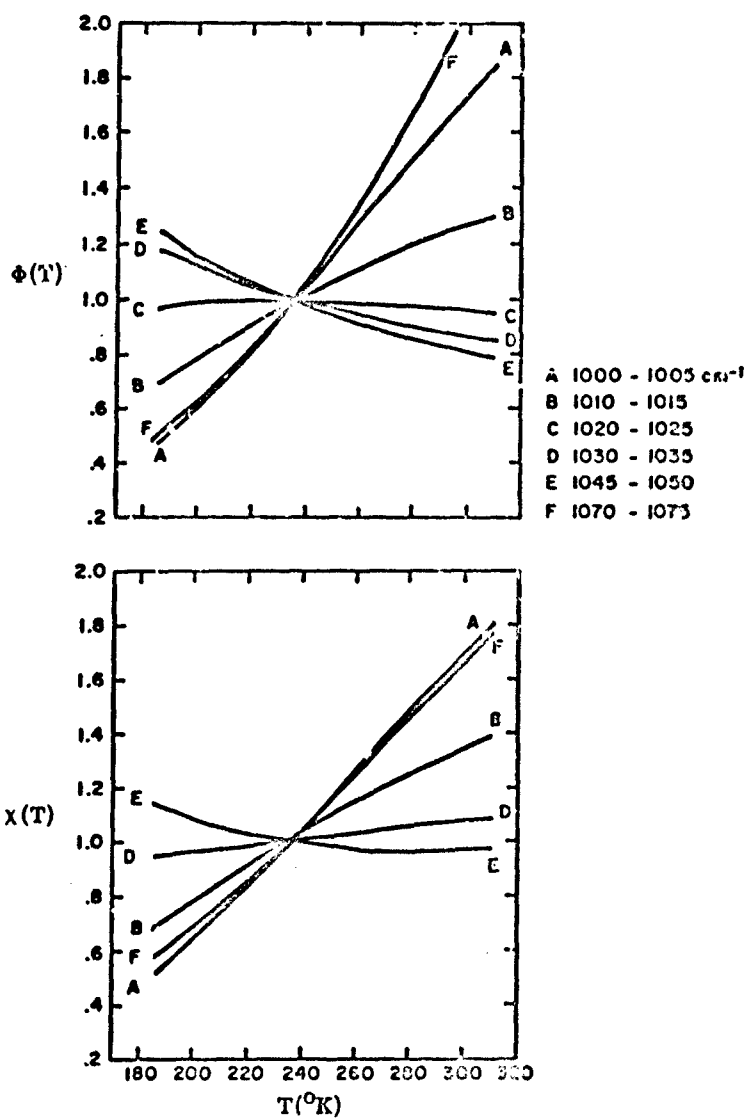 2.0
1.8
1.6
1.4
1.2
1.0
.8
.6
.4
.2
Φ(T)
E
D
C
B
F
A
F
A
B
C
D
E
A 1000 - 1005 cm-1
B 1010 - 1015
C 1020 - 1025
D 1030 - 1035
E 1045 - 1050
F 1070 - 1075
2.0
1.8
1.6
1.4
1.2
1.0
.8
.6
.4
.2
χ(T)
E
D
B
F
A
A
F
B
D
E
180 200 220 240 260 280 300 320
T(°K)